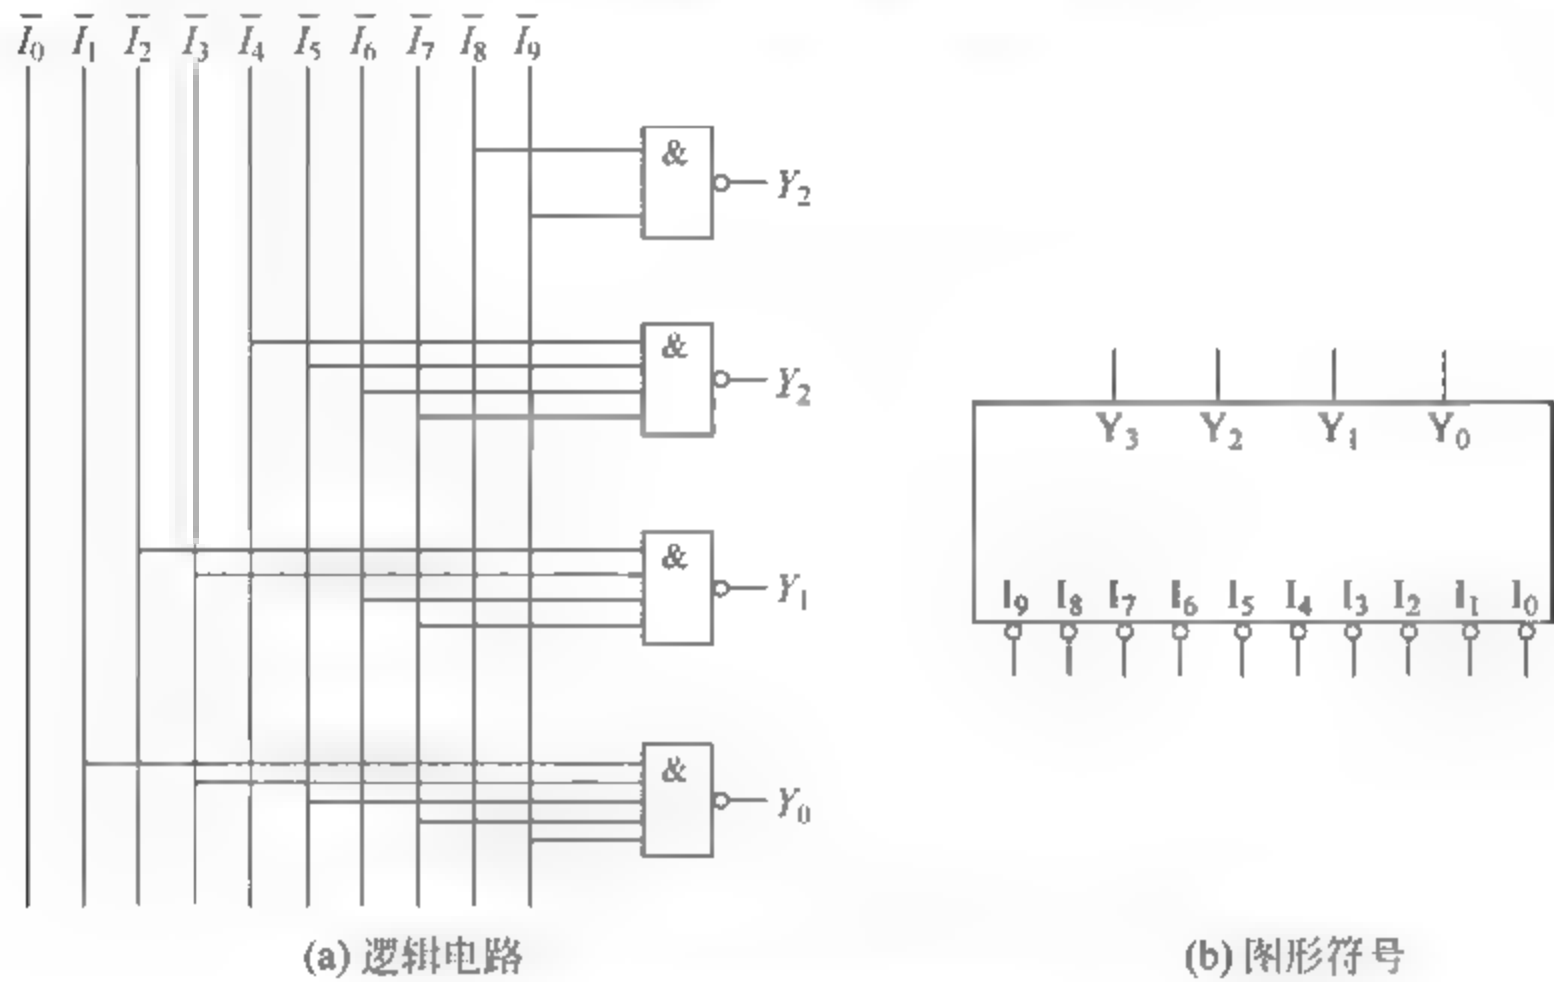 I̅₀ I̅₁ I̅₂ I̅₃ I̅₄ I̅₅ I̅₆ I̅₇ I̅₈ I̅₉
&
Y₂
&
Y₂
&
Y₁
&
Y₀
(a) 逻辑电路
Y₃ Y₂ Y₁ Y₀
I₉ I₈ I₇ I₆ I₅ I₄ I₃ I₂ I₁ I₀
(b) 图形符号